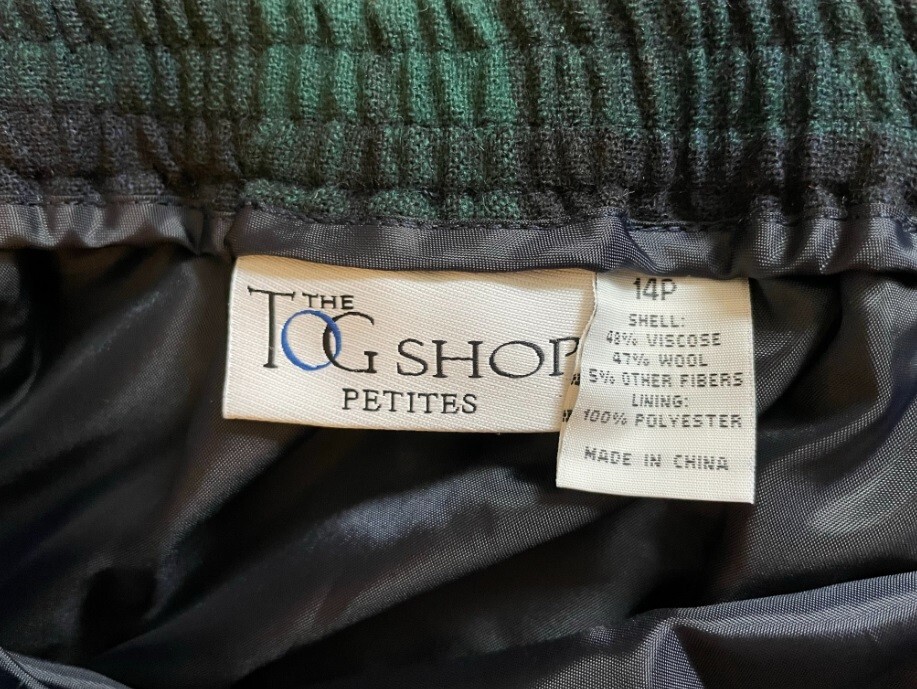 THE
TOG SHOP
PETITES
14P
SHELL:
48% VISCOSE
47% WOOL
5% OTHER FIBERS
LINING:
100% POLYESTER
MADE IN CHINA